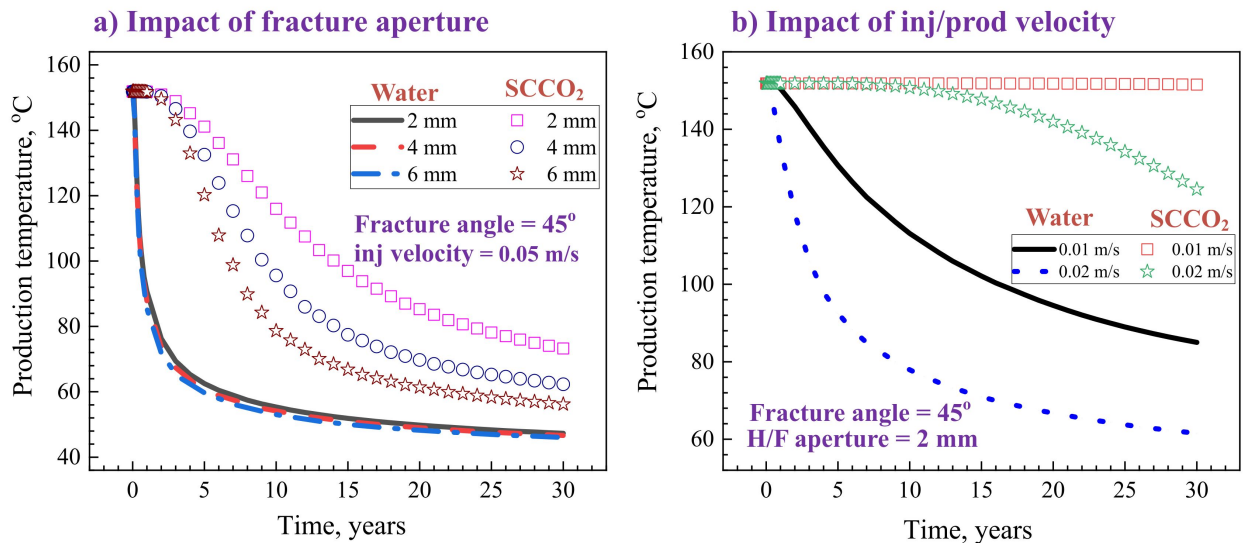 a) Impact of fracture aperture
160
140
120
100
80
60
40
Production temperature, °C
Water SCCO₂
2 mm 2 mm
4 mm 4 mm
6 mm 6 mm
Fracture angle = 45°
inj velocity = 0.05 m/s
0 5 10 15 20 25 30
Time, years
b) Impact of inj/prod velocity
160
140
120
100
80
60
Production temperature, °C
Water SCCO₂
0.01 m/s 0.01 m/s
0.02 m/s 0.02 m/s
Fracture angle = 45°
H/F aperture = 2 mm
0 5 10 15 20 25 30
Time, years